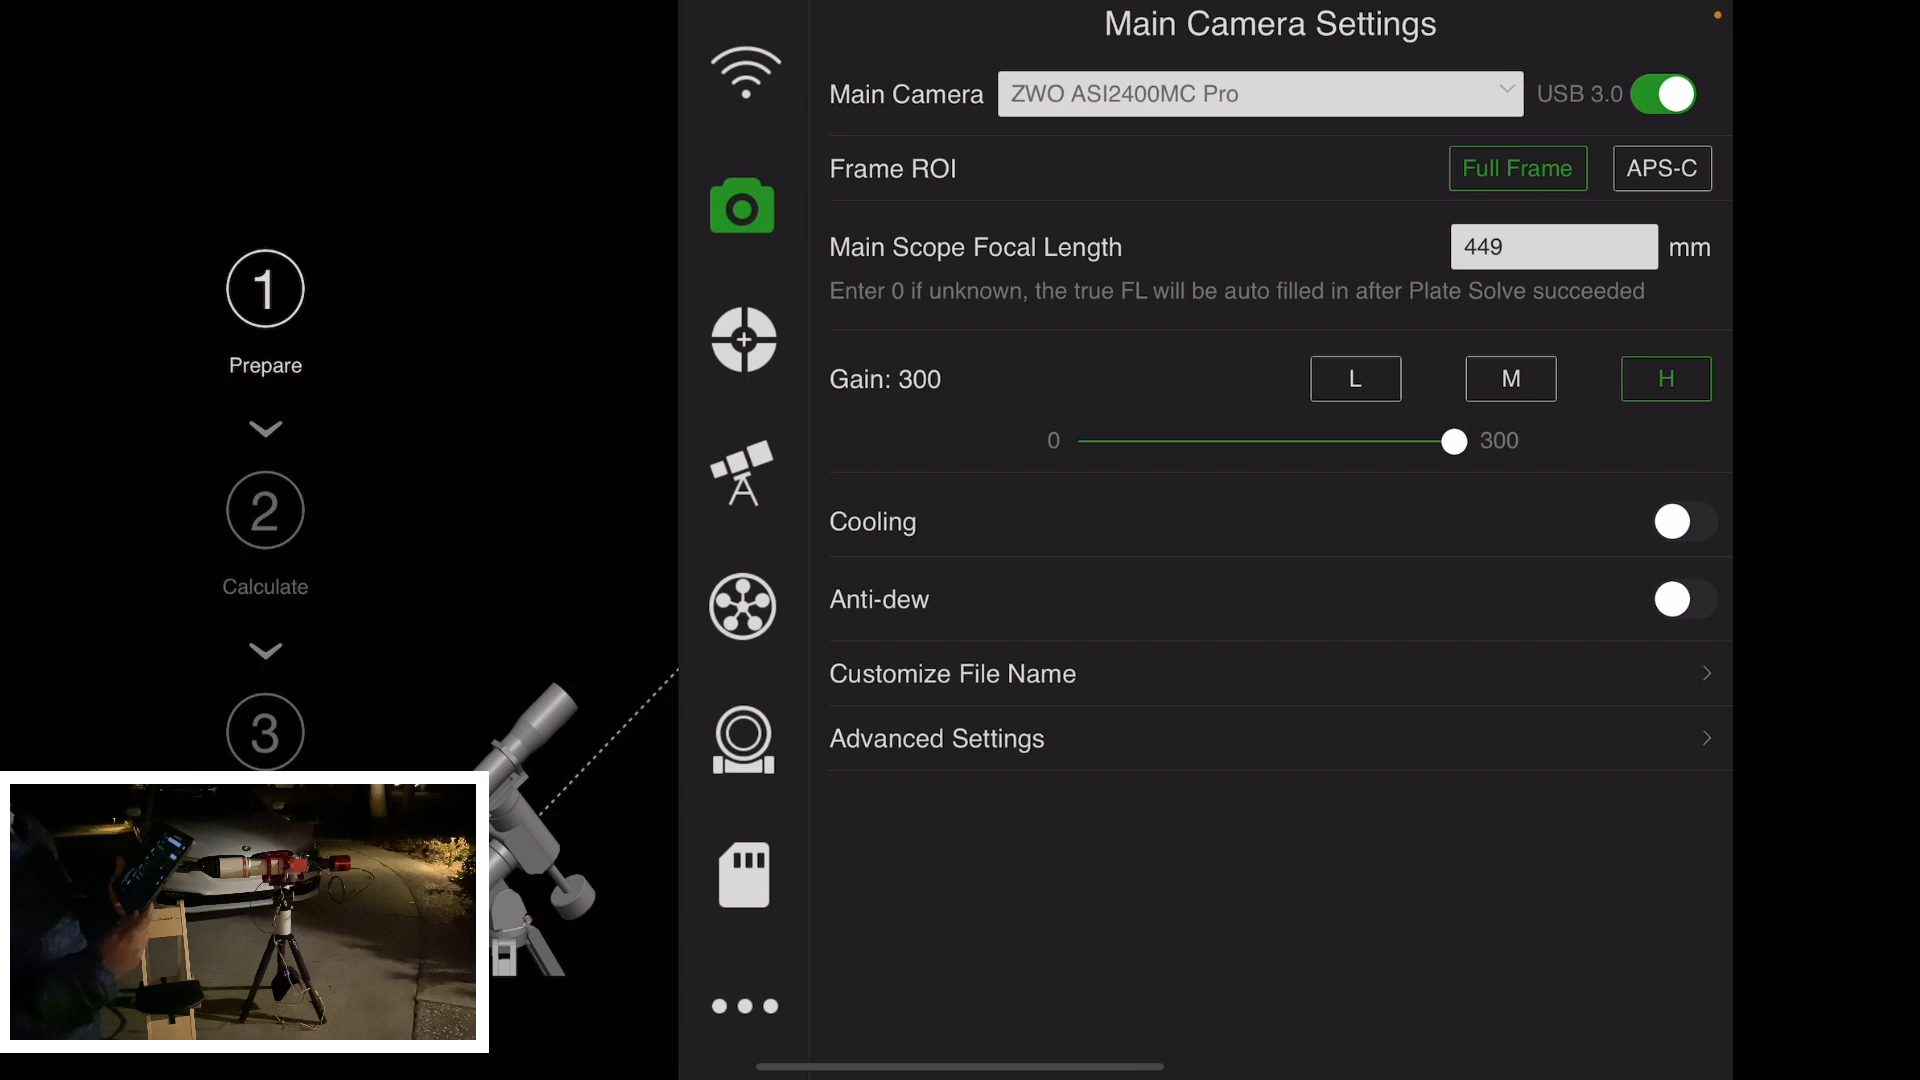 Main Camera Settings
Main Camera ZWO ASI2400MC Pro USB 3.0
Frame ROI Full Frame APS-C
Main Scope Focal Length 449 mm
Enter 0 if unknown, the true FL will be auto filled in after Plate Solve succeeded
Gain: 300 L M H
0 300
Cooling
Anti-dew
Customize File Name
Advanced Settings
1
Prepare
2
Calculate
3